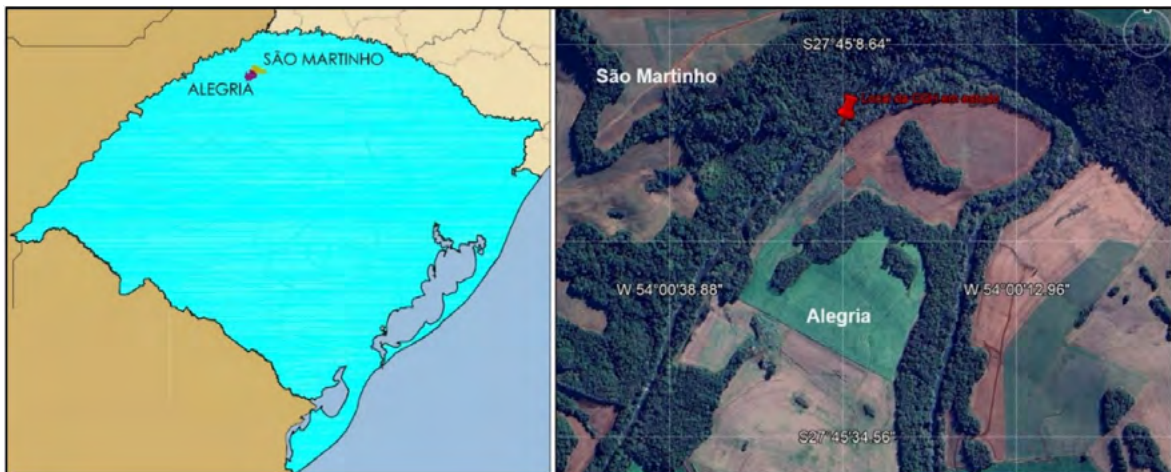 SÃO MARTINHO
ALEGRIA
S27°45'8.64"
São Martinho
W 54°00'38.88"
W 54°00'12.96"
Alegria
S27°45'34.56"